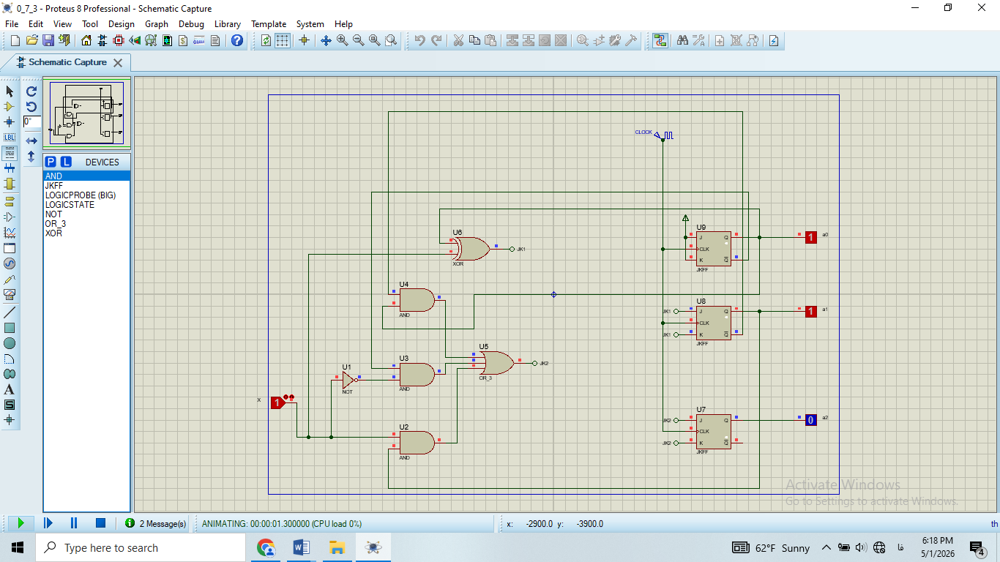 0_7_3 - Proteus 8 Professional - Schematic Capture
File Edit View Tool Design Graph Debug Library Template System Help
Schematic Capture
0°
P L DEVICES
AND
JKFF
LOGICPROBE (BIG)
LOGICSTATE
NOT
OR_3
XOR
CLOCK
U9
J Q
CLK
K Q
JKFF
1 a0
U6
XOR
JK1
U4
AND
U8
JK1 J Q
CLK
JK1 K Q
JKFF
1 a1
U5
OR_3
JK2
U3
AND
U1
NOT
X 1
U7
JK2 J Q
CLK
JK2 K Q
JKFF
0 a2
U2
AND
Activate Windows
Go to Settings to activate Windows.
2 Message(s) ANIMATING: 00:00:01.300000 (CPU load 0%) x: -2900.0 y: -3900.0 th
Type here to search
62°F Sunny
فا
6:18 PM
5/1/2026
4